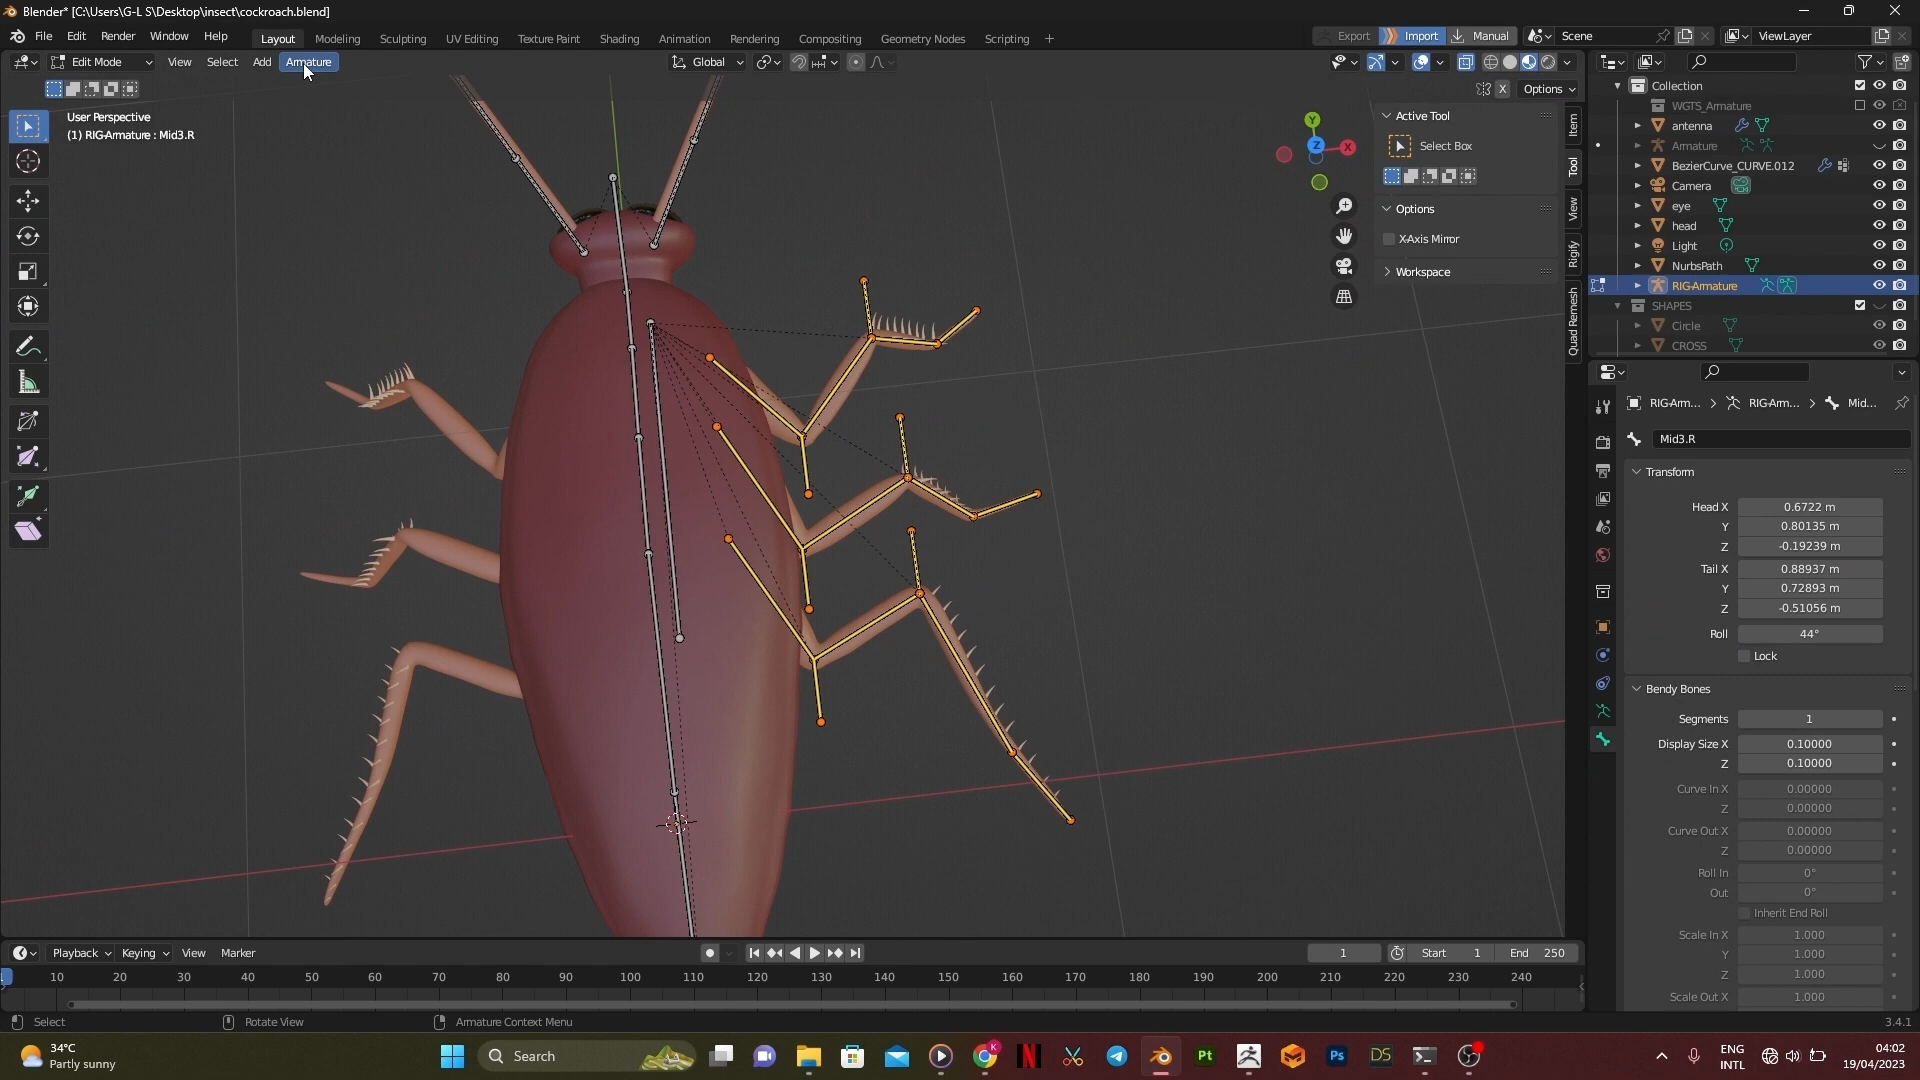 Blender* [C:\Users\G-L S\Desktop\insect\cockroach.blend]
File Edit Render Window Help Layout Modeling Sculpting UV Editing Texture Paint Shading Animation Rendering Compositing Geometry Nodes Scripting + Export Import Manual Scene ViewLayer
Edit Mode View Select Add Armature Global
X Options
User Perspective
(1) RIG-Armature : Mid3.R
Y
Z
X
Active Tool
Select Box
Options
X-Axis Mirror
Workspace
Item
Tool
View
Rigify
Quad Remesh
Collection
WGTS_Armature
antenna
Armature
BezierCurve_CURVE.012
Camera
eye
head
Light
NurbsPath
RIG-Armature
SHAPES
Circle
CROSS
RIG-Arm... RIG-Arm... Mid...
Mid3.R
Transform
Head X 0.6722 m
Y 0.80135 m
Z -0.19239 m
Tail X 0.88937 m
Y 0.72893 m
Z -0.51056 m
Roll 44°
Lock
Bendy Bones
Segments 1
Display Size X 0.10000
Z 0.10000
Curve In X 0.00000
Z 0.00000
Curve Out X 0.00000
Z 0.00000
Roll In 0°
Out 0°
Inherit End Roll
Scale In X 1.000
Y 1.000
Z 1.000
Scale Out X 1.000
Playback Keying View Marker 1 Start 1 End 250
10 20 30 40 50 60 70 80 90 100 110 120 130 140 150 160 170 180 190 200 210 220 230 240
Select Rotate View Armature Context Menu 3.4.1
34°C
Partly sunny
Search
K
N
Pt
Ps
DS
ENG
INTL
04:02
19/04/2023